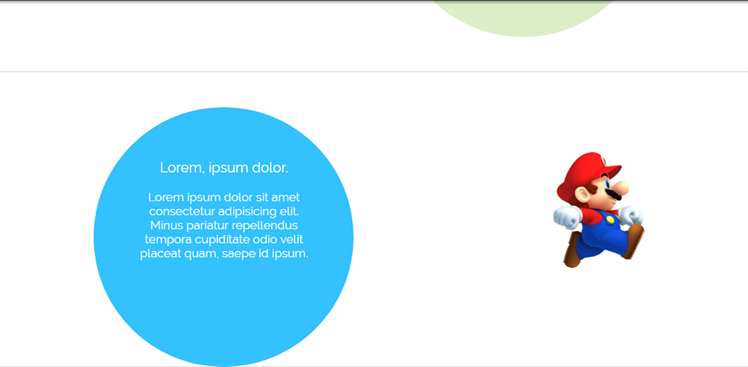 Lorem, ipsum dolor.
Lorem ipsum dolor sit amet
consectetur adipisicing elit.
Minus pariatur repellendus
tempora cupiditate odio velit
placeat quam, saepe id ipsum.